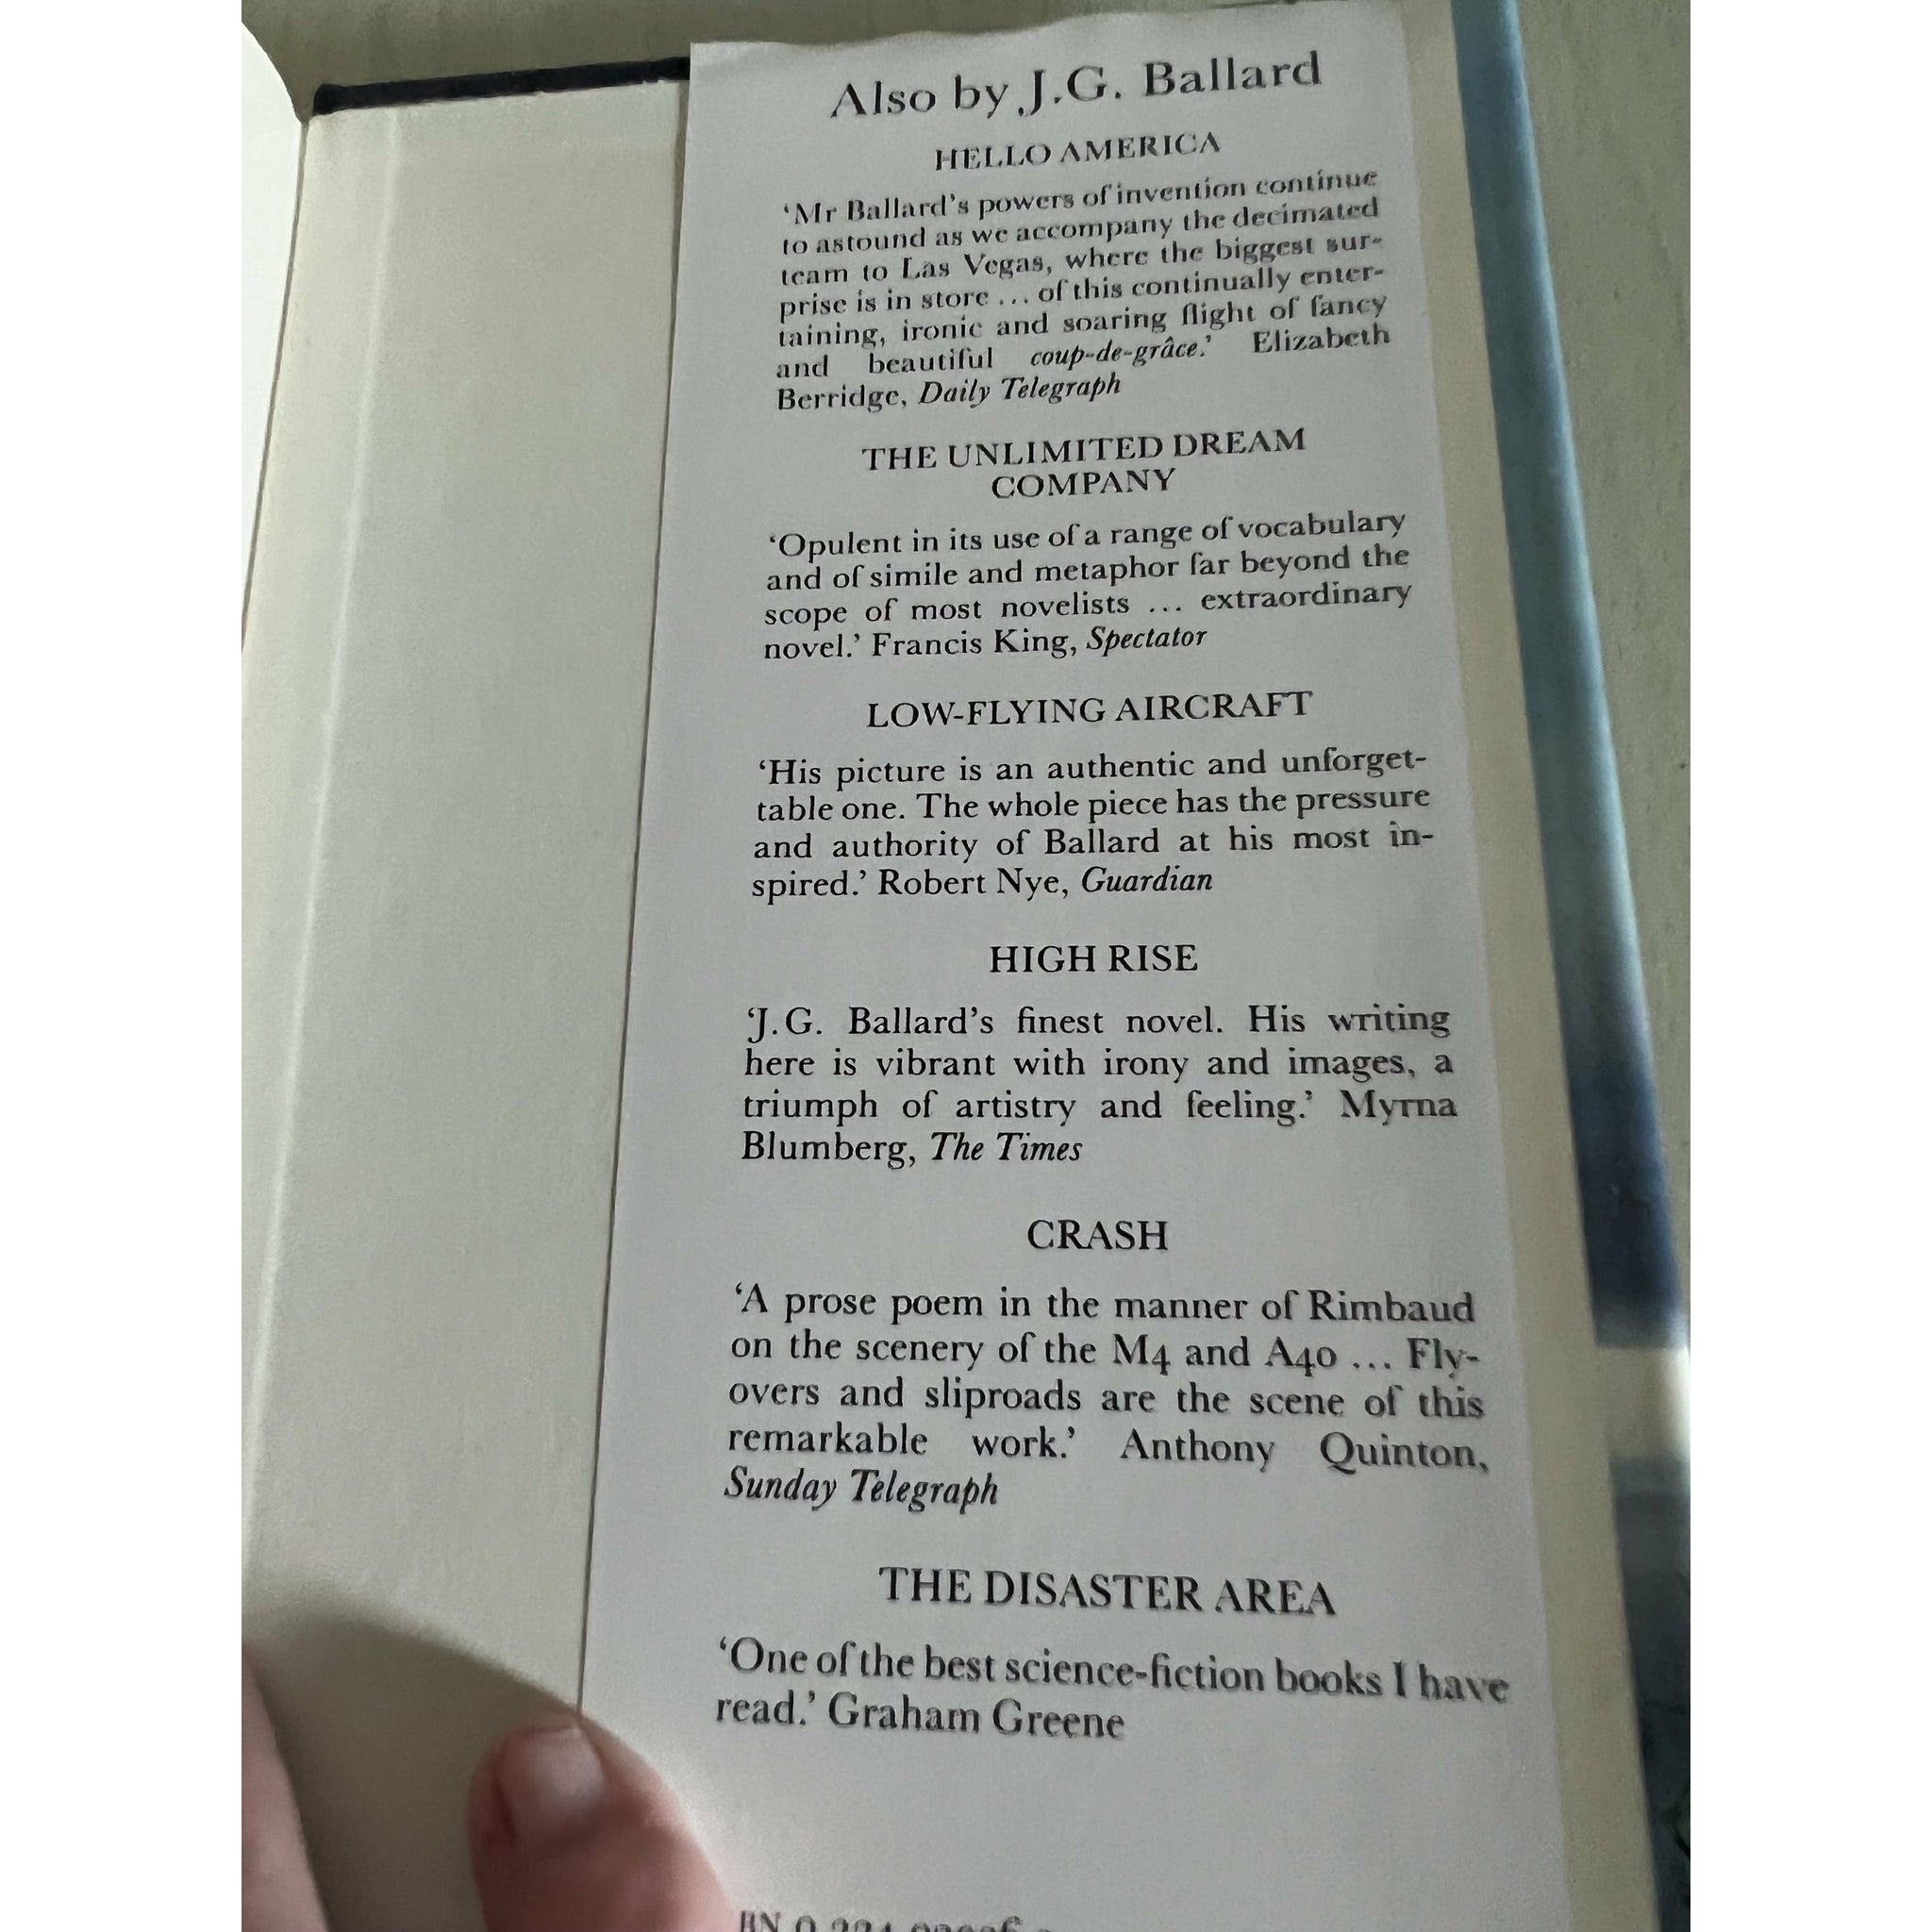 Also by J.G. Ballard
HELLO AMERICA
‘Mr Ballard’s powers of invention continue
to astound as we accompany the decimated
team to Las Vegas, where the biggest sur-
prise is in store ... of this continually enter-
taining, ironic and soaring flight of fancy
and beautiful coup-de-grâce.’ Elizabeth
Berridge, Daily Telegraph
THE UNLIMITED DREAM
COMPANY
‘Opulent in its use of a range of vocabulary
and of simile and metaphor far beyond the
scope of most novelists ... extraordinary
novel.’ Francis King, Spectator
LOW-FLYING AIRCRAFT
‘His picture is an authentic and unforget-
table one. The whole piece has the pressure
and authority of Ballard at his most in-
spired.’ Robert Nye, Guardian
HIGH RISE
‘J.G. Ballard’s finest novel. His writing
here is vibrant with irony and images, a
triumph of artistry and feeling.’ Myrna
Blumberg, The Times
CRASH
‘A prose poem in the manner of Rimbaud
on the scenery of the M4 and A40 ... Fly-
overs and sliproads are the scene of this
remarkable work.’ Anthony Quinton,
Sunday Telegraph
THE DISASTER AREA
‘One of the best science-fiction books I have
read.’ Graham Greene